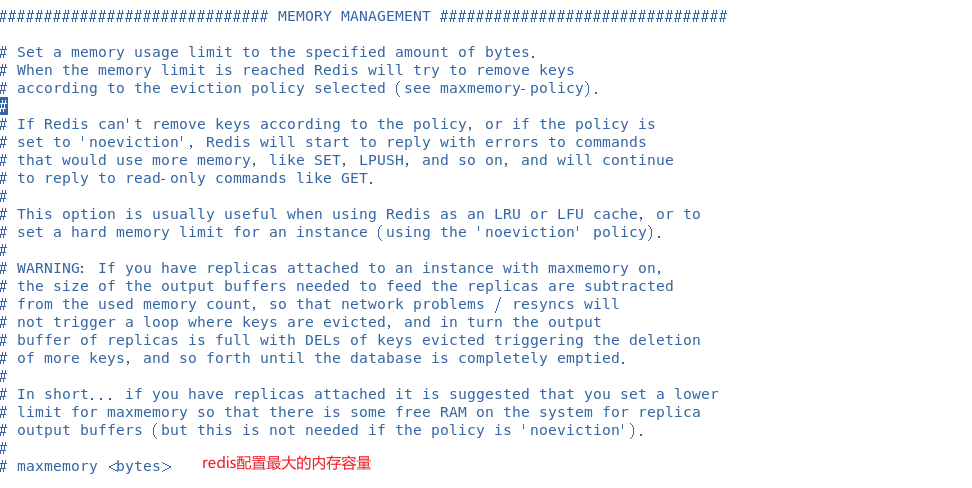 ############################# MEMORY MANAGEMENT ################################
# Set a memory usage limit to the specified amount of bytes.
# When the memory limit is reached Redis will try to remove keys
# according to the eviction policy selected (see maxmemory-policy).
#
# If Redis can't remove keys according to the policy, or if the policy is
# set to 'noeviction', Redis will start to reply with errors to commands
# that would use more memory, like SET, LPUSH, and so on, and will continue
# to reply to read-only commands like GET.
#
# This option is usually useful when using Redis as an LRU or LFU cache, or to
# set a hard memory limit for an instance (using the 'noeviction' policy).
#
# WARNING: If you have replicas attached to an instance with maxmemory on,
# the size of the output buffers needed to feed the replicas are subtracted
# from the used memory count, so that network problems / resyncs will
# not trigger a loop where keys are evicted, and in turn the output
# buffer of replicas is full with DELs of keys evicted triggering the deletion
# of more keys, and so forth until the database is completely emptied.
#
# In short... if you have replicas attached it is suggested that you set a lower
# limit for maxmemory so that there is some free RAM on the system for replica
# output buffers (but this is not needed if the policy is 'noeviction').
#
# maxmemory <bytes> redis配置最大的内存容量